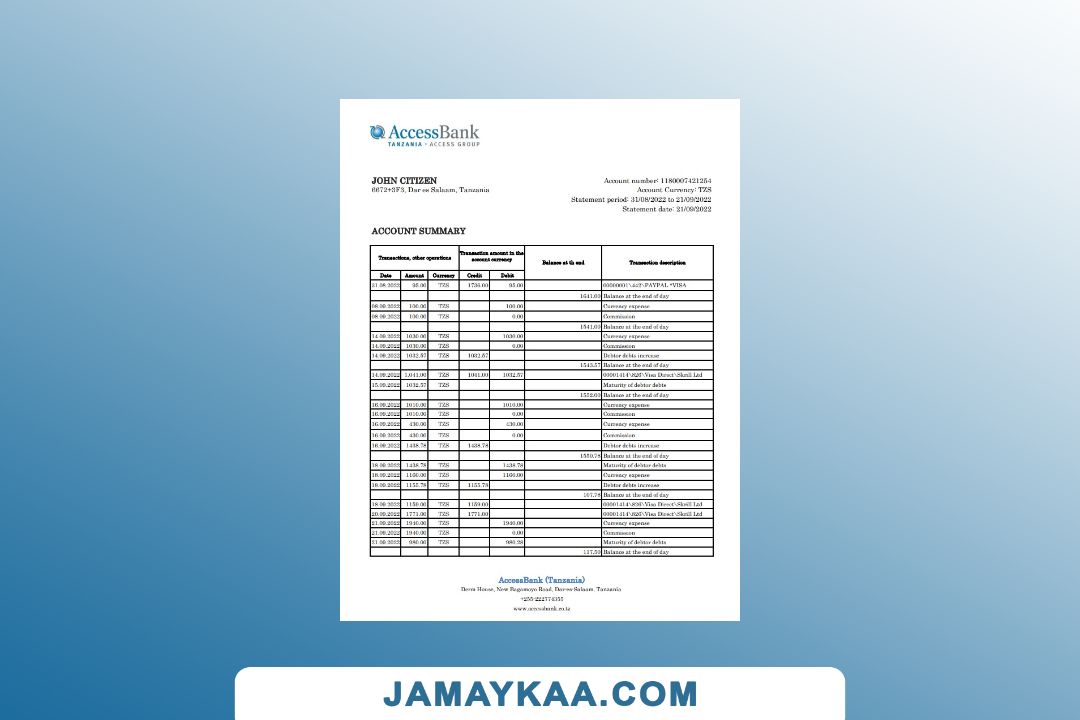 AccessBank
TANZANIA - ACCESS GROUP
JOHN CITIZEN
6672+3F3, Dar es Salaam, Tanzania
Account number: 1180007421254
Account Currency: TZS
Statement period: 31/08/2022 to 21/09/2022
Statement date: 21/09/2022
ACCOUNT SUMMARY
Transactions, other operations Transaction amount in the account currency Balance at th end Transaction description
Date Amount Currency Credit Debit
31.08.2022 95.00 TZS 1736.00 95.00 00000001\442\PAYPAL *VISA
1641.00 Balance at the end of day
08.09.2022 100.00 TZS 100.00 Currency expense
08.09.2022 100.00 TZS 0.00 Commission
1541.00 Balance at the end of day
14.09.2022 1030.00 TZS 1030.00 Currency expense
14.09.2022 1030.00 TZS 0.00 Commission
14.09.2022 1032.57 TZS 1032.57 Debtor debts increase
1543.57 Balance at the end of day
14.09.2022 1,041.00 TZS 1041.00 1032.57 00001414\826\Visa Direct\Skrill Ltd
15.09.2022 1032.57 TZS Maturity of debtor debts
1552.00 Balance at the end of day
16.09.2022 1010.00 TZS 1010.00 Currency expense
16.09.2022 1010.00 TZS 0.00 Commission
16.09.2022 430.00 TZS 430.00 Currency expense
16.09.2022 430.00 TZS 0.00 Commission
16.09.2022 1438.78 TZS 1438.78 Debtor debts increase
1550.78 Balance at the end of day
18.09.2022 1438.78 TZS 1438.78 Maturity of debtor debts
18.09.2022 1160.00 TZS 1160.00 Currency expense
18.09.2022 1155.78 TZS 1155.78 Debtor debts increase
107.78 Balance at the end of day
18.09.2022 1159.00 TZS 1159.00 00001414\826\Visa Direct\Skrill Ltd
20.09.2022 1771.00 TZS 1771.00 00001414\826\Visa Direct\Skrill Ltd
21.09.2022 1940.00 TZS 1940.00 Currency expense
21.09.2022 1940.00 TZS 0.00 Commission
21.09.2022 980.00 TZS 980.28 Maturity of debtor debts
117.50 Balance at the end of day
AccessBank (Tanzania)
Derm House, New Bagamoyo Road, Dar-es-Salaam, Tanzania
+255-222774355
www.accessbank.co.tz
JAMAYKAA.COM